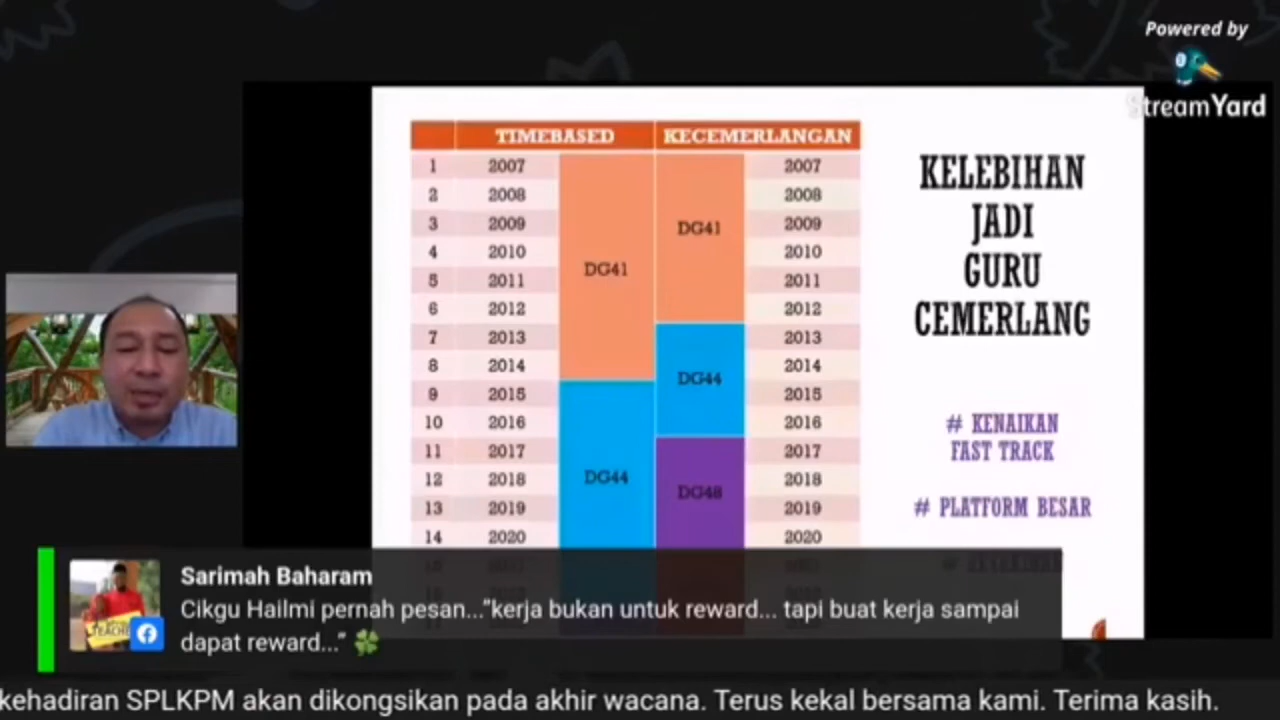 Powered by
StreamYard
TIMEBASED KECEMERLANGAN
1 2007 2007
2 2008 2008
3 2009 DG41 2009
4 2010 2010
5 2011 DG41 2011
6 2012 2012
7 2013 2013
8 2014 DG44 2014
9 2015 2015
10 2016 2016
11 2017 2017
12 2018 DG44 DG48 2018
13 2019 2019
14 2020 2020
KELEBIHAN
JADI
GURU
CEMERLANG
# KENAIKAN
FAST TRACK
# PLATFORM BESAR
Sarimah Baharam
Cikgu Hailmi pernah pesan..."kerja bukan untuk reward... tapi buat kerja sampai
dapat reward..." 🍀
kehadiran SPLKPM akan dikongsikan pada akhir wacana. Terus kekal bersama kami. Terima kasih.